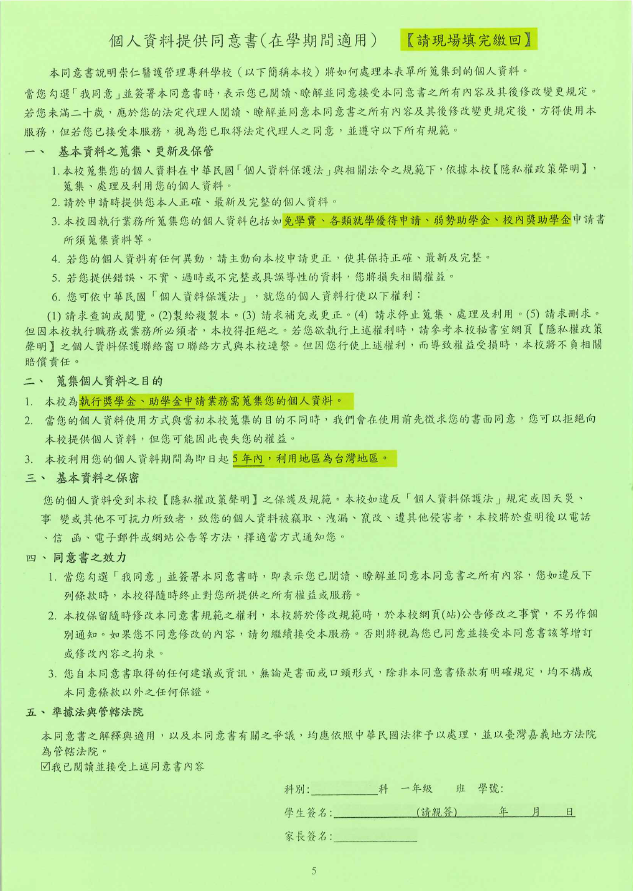 個人資料提供同意書(在學期間適用) 【請現場填完繳回】
本同意書說明崇仁醫護管理專科學校(以下簡稱本校)將如何處理本表單所蒐集到的個人資料。
當您勾選「我同意」並簽署本同意書時,表示您已閱讀、瞭解並同意接受本同意書之所有內容及其後修改變更規定。
若您未滿二十歲,應於您的法定代理人閱讀、瞭解並同意本同意書之所有內容及其後修改變更規定後,方得使用本
服務,但若您已接受本服務,視為您已取得法定代理人之同意,並遵守以下所有規範。
一、 基本資料之蒐集、更新及保管
1. 本校蒐集您的個人資料在中華民國「個人資料保護法」與相關法令之規範下,依據本校【隱私權政策聲明】,
蒐集、處理及利用您的個人資料。
2. 請於申請時提供您本人正確、最新及完整的個人資料。
3. 本校因執行業務所蒐集您的個人資料包括如免學費、各類就學優待申請、弱勢助學金、校內獎助學金申請書
所須蒐集資料等。
4. 若您的個人資料有任何異動,請主動向本校申請更正,使其保持正確、最新及完整。
5. 若您提供錯誤、不實、過時或不完整或具誤導性的資料,您將損失相關權益。
6. 您可依中華民國「個人資料保護法」,就您的個人資料行使以下權利:
(1) 請求查詢或閱覽。(2)製給複製本。(3) 請求補充或更正。(4) 請求停止蒐集、處理及利用。(5) 請求刪求。
但因本校執行職務或業務所必須者,本校得拒絕之。若您欲執行上述權利時,請參考本校秘書室網頁【隱私權政策
聲明】之個人資料保護聯絡窗口聯絡方式與本校連繫。但因您行使上述權利,而導致權益受損時,本校將不負相關
賠償責任。
二、 蒐集個人資料之目的
1. 本校為執行獎學金、助學金申請業務需蒐集您的個人資料。
2. 當您的個人資料使用方式與當初本校蒐集的目的不同時,我們會在使用前先徵求您的書面同意,您可以拒絕向
本校提供個人資料,但您可能因此喪失您的權益。
3. 本校利用您的個人資料期間為即日起 5 年內,利用地區為台灣地區。
三、 基本資料之保密
您的個人資料受到本校【隱私權政策聲明】之保護及規範。本校如違反「個人資料保護法」規定或因天災、
事 變或其他不可抗力所致者,致您的個人資料被竊取、洩漏、竄改、遭其他侵害者,本校將於查明後以電話
、信 函、電子郵件或網站公告等方法,擇適當方式通知您。
四、同意書之效力
1. 當您勾選「我同意」並簽署本同意書時,即表示您已閱讀、瞭解並同意本同意書之所有內容,您如違反下
列條款時,本校得隨時終止對您所提供之所有權益或服務。
2. 本校保留隨時修改本同意書規範之權利,本校將於修改規範時,於本校網頁(站)公告修改之事實,不另作個
別通知。如果您不同意修改的內容,請勿繼續接受本服務。否則將視為您已同意並接受本同意書該等增訂
或修改內容之拘束。
3. 您自本同意書取得的任何建議或資訊,無論是書面或口頭形式,除非本同意書條款有明確規定,均不構成
本同意條款以外之任何保證。
五、準據法與管轄法院
本同意書之解釋與適用,以及本同意書有關之爭議,均應依照中華民國法律予以處理,並以臺灣嘉義地方法院
為管轄法院。
☑我已閱讀並接受上述同意書內容
科別: 科 一年級 班 學號:
學生簽名: (請親簽) 年 月 日
家長簽名:
5